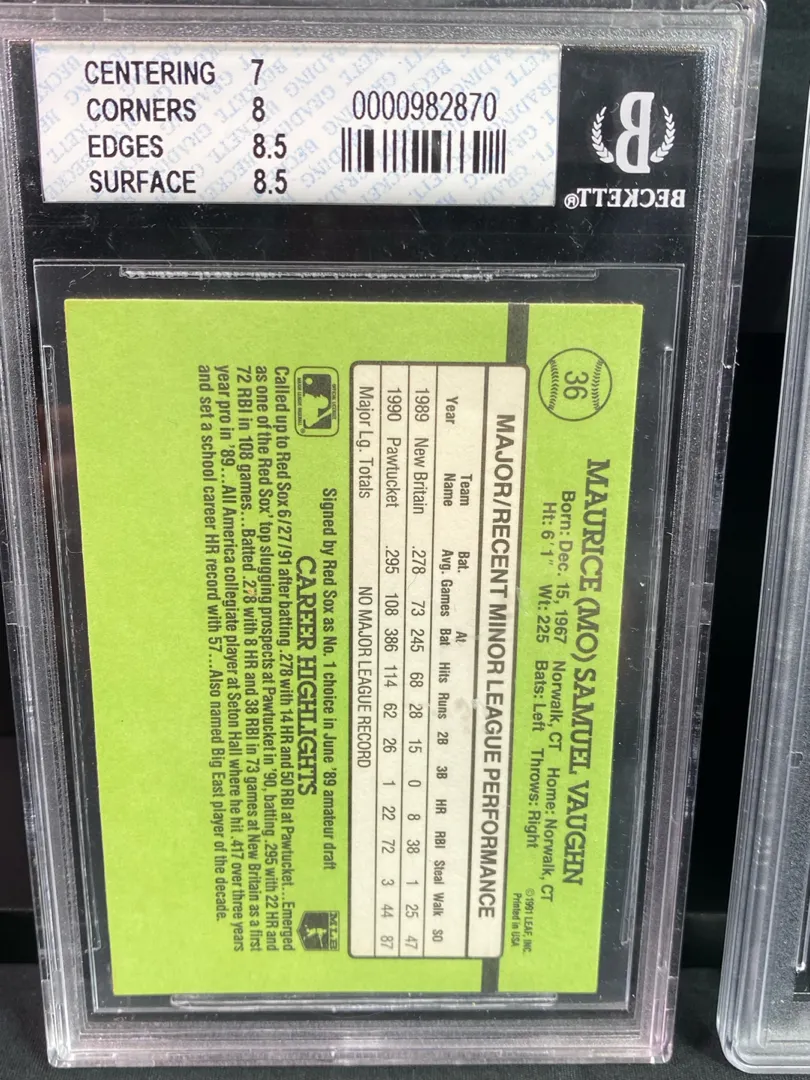 CENTERING 7
CORNERS 8
EDGES 8.5
SURFACE 8.5
0000982870
BECKETT®
36
MAURICE (MO) SAMUEL VAUGHN
Born: Dec. 15, 1967 Norwalk, CT Home: Norwalk, CT
Ht: 6'1" Wt: 225 Bats: Left Throws: Right
©1991 LEAF, INC.
Printed in USA
MAJOR/RECENT MINOR LEAGUE PERFORMANCE
Year Team Name Bat. Avg. Games At Bat Hits Runs 2B 3B HR RBI Steal Walk SO
1989 New Britain .278 73 245 68 28 15 0 8 38 1 25 47
1990 Pawtucket .295 108 386 114 62 26 1 22 72 3 44 87
Major Lg. Totals NO MAJOR LEAGUE RECORD
Signed by Red Sox as No. 1 choice in June '89 amateur draft
CAREER HIGHLIGHTS
MLB
Called up to Red Sox 6/27/91 after batting .278 with 14 HR and 50 RBI at Pawtucket...Emerged
as one of the Red Sox' top slugging prospects at Pawtucket in '90, batting .295 with 22 HR and
72 RBI in 108 games...Batted .278 with 8 HR and 38 RBI in 73 games at New Britain as a first
year pro in '89...All America collegiate player at Seton Hall where he hit .417 over three years
and set a school career HR record with 57...Also named Big East player of the decade.